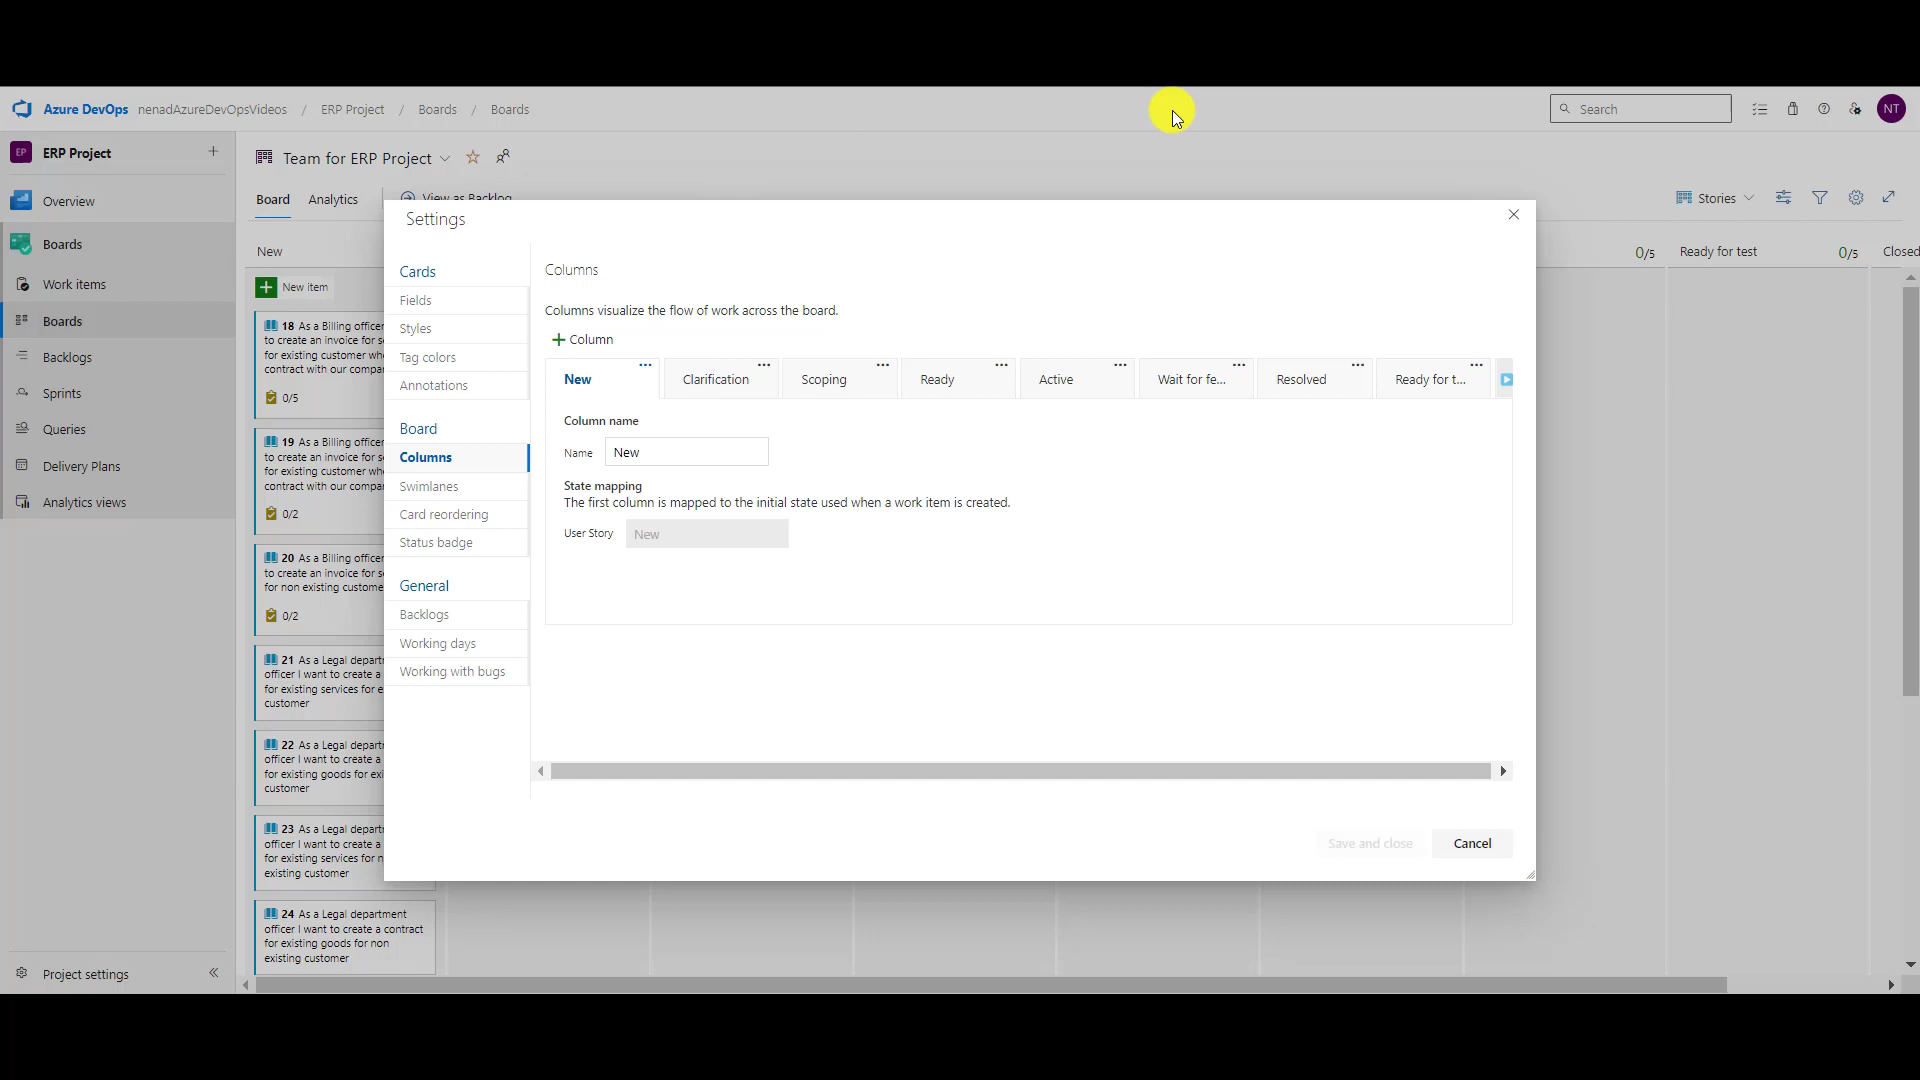 Azure DevOps nenadAzureDevOpsVideos / ERP Project / Boards / Boards
Search
NT
EP ERP Project
Overview
Boards
Work items
Boards
Backlogs
Sprints
Queries
Delivery Plans
Analytics views
Project settings
Team for ERP Project
Board Analytics View as Backlog
Stories
New
0/5
Ready for test 0/5
Closed
New item
18 As a Billing officer
to create an invoice for s
for existing customer wh
contract with our compa
0/5
19 As a Billing officer
to create an invoice for s
for existing customer wh
contract with our compa
0/2
20 As a Billing officer
to create an invoice for s
for non existing custome
0/2
21 As a Legal departm
officer I want to create a
for existing services for e
customer
22 As a Legal departm
officer I want to create a
for existing goods for exi
customer
23 As a Legal departm
officer I want to create a
for existing services for n
existing customer
24 As a Legal department
officer I want to create a contract
for existing goods for non
existing customer
Settings
Cards
Fields
Styles
Tag colors
Annotations
Board
Columns
Swimlanes
Card reordering
Status badge
General
Backlogs
Working days
Working with bugs
Columns
Columns visualize the flow of work across the board.
Column
New Clarification Scoping Ready Active Wait for fe... Resolved Ready for t...
Column name
Name New
State mapping
The first column is mapped to the initial state used when a work item is created.
User Story New
Save and close
Cancel